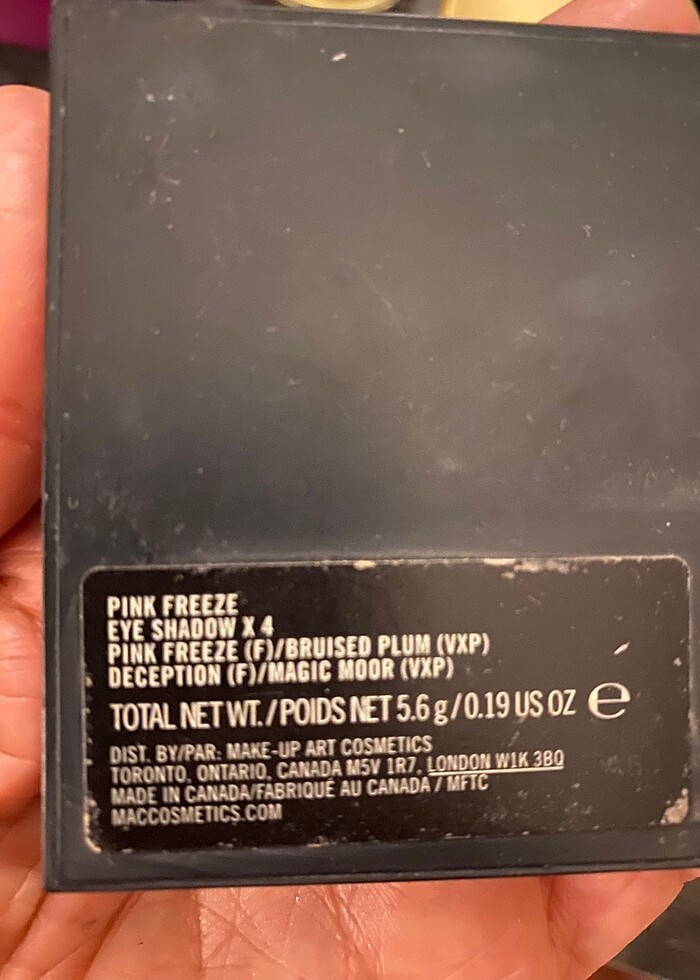 PINK FREEZE
EYE SHADOW X 4
PINK FREEZE (F)/BRUISED PLUM (VXP)
DECEPTION (F)/MAGIC MOOR (VXP)
TOTAL NET WT./POIDS NET 5.6 g/0.19 US OZ e
DIST. BY/PAR: MAKE-UP ART COSMETICS
TORONTO, ONTARIO, CANADA M5V 1R7, LONDON W1K 3BQ
MADE IN CANADA/FABRIQUÉ AU CANADA / MFTC
MACCOSMETICS.COM